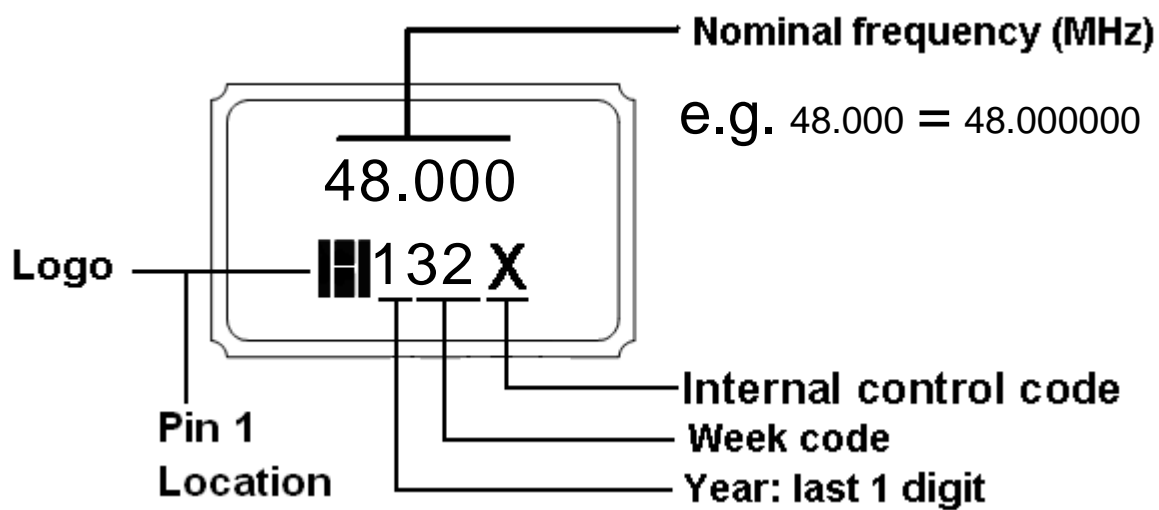 Nominal frequency (MHz)
e.g. 48.000 = 48.000000
48.000
132 X
Logo
Internal control code
Pin 1
Location
Week code
Year: last 1 digit